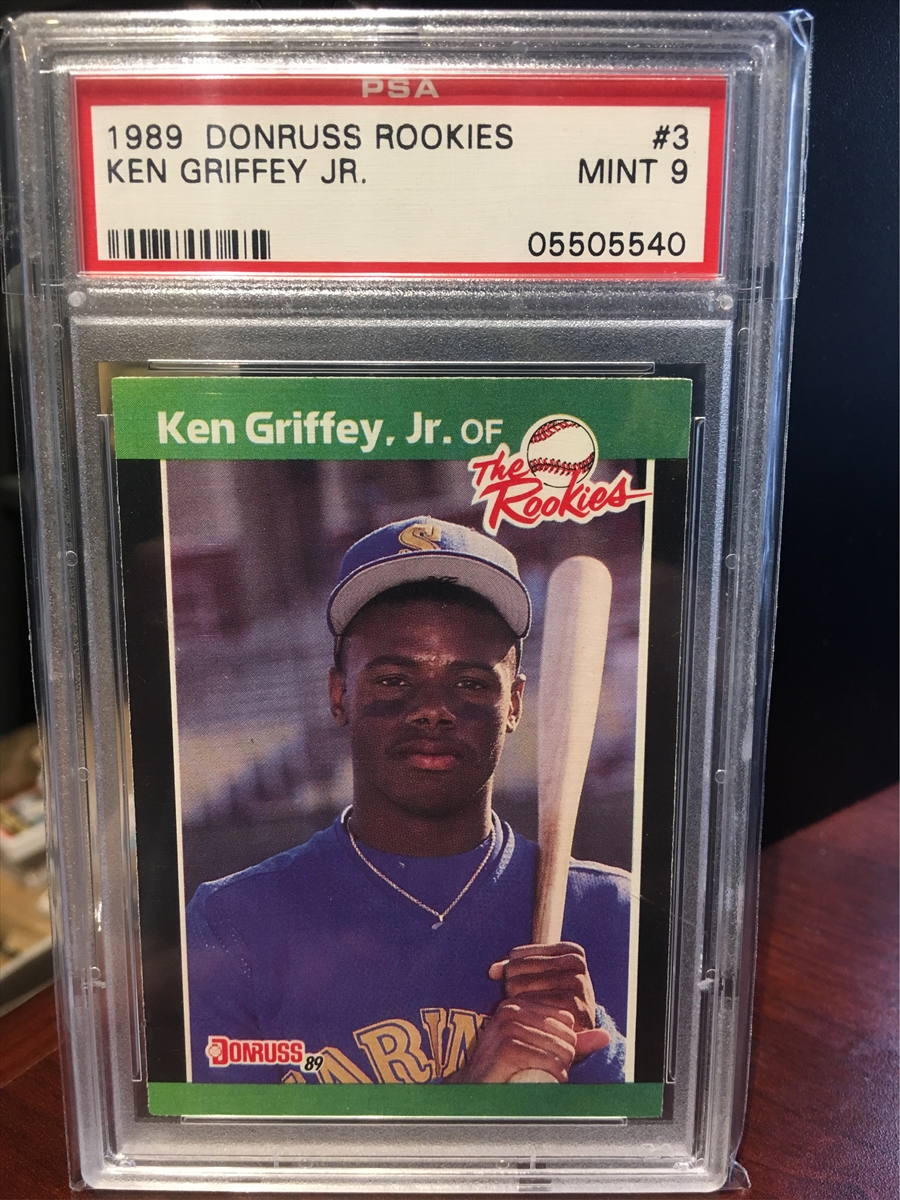 PSA
1989 DONRUSS ROOKIES #3
KEN GRIFFEY JR. MINT 9
05505540
Ken Griffey, Jr. OF
The
Rookies
S
DONRUSS 89
ARIN